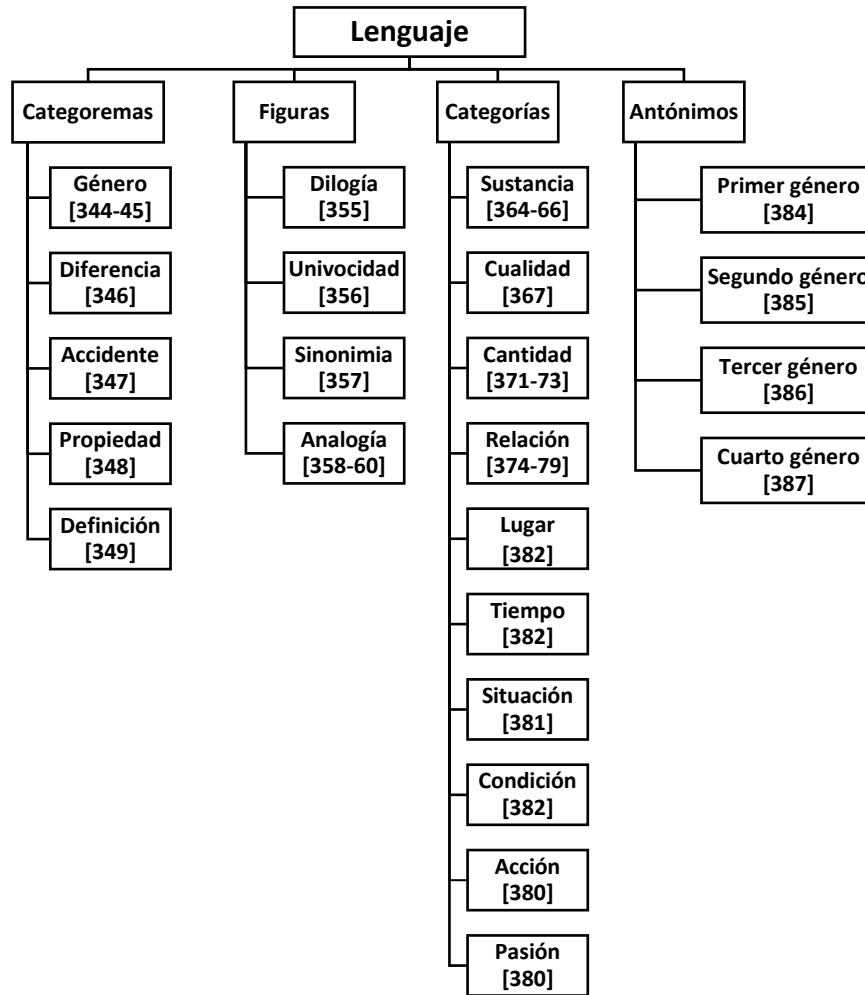 Lenguaje
Categoremas
Género
[344-45]
Diferencia
[346]
Accidente
[347]
Propiedad
[348]
Definición
[349]
Figuras
Dilogía
[355]
Univocidad
[356]
Sinonimia
[357]
Analogía
[358-60]
Categorías
Sustancia
[364-66]
Cualidad
[367]
Cantidad
[371-73]
Relación
[374-79]
Lugar
[382]
Tiempo
[382]
Situación
[381]
Condición
[382]
Acción
[380]
Pasión
[380]
Antónimos
Primer género
[384]
Segundo género
[385]
Tercer género
[386]
Cuarto género
[387]